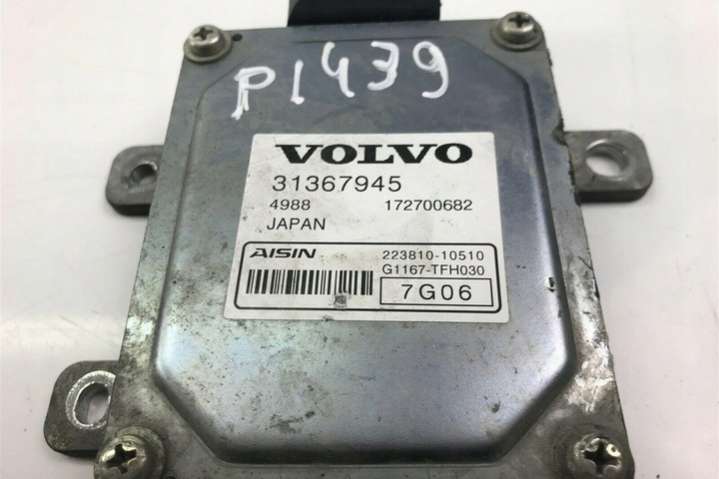 P1439
VOLVO
31367945
4988 172700682
JAPAN
AISIN 223810-10510
G1167-TFH030
7G06